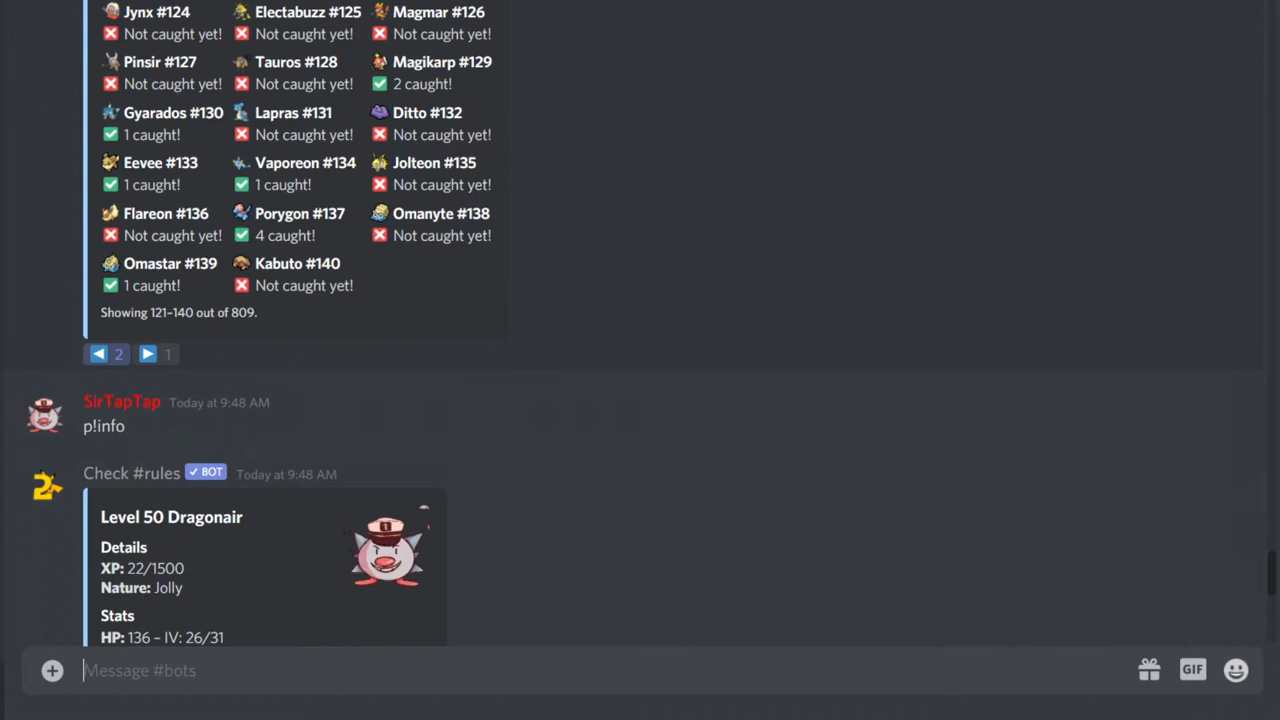 Jynx #124 Electabuzz #125 Magmar #126
Not caught yet! Not caught yet! Not caught yet!
Pinsir #127 Tauros #128 Magikarp #129
Not caught yet! Not caught yet! 2 caught!
Gyarados #130 Lapras #131 Ditto #132
1 caught! Not caught yet! Not caught yet!
Eevee #133 Vaporeon #134 Jolteon #135
1 caught! 1 caught! Not caught yet!
Flareon #136 Porygon #137 Omanyte #138
Not caught yet! 4 caught! Not caught yet!
Omastar #139 Kabuto #140
1 caught! Not caught yet!
Showing 121–140 out of 809.
2 1
SirTapTap Today at 9:48 AM
p!info
Check #rules BOT Today at 9:48 AM
Level 50 Dragonair
Details
XP: 22/1500
Nature: Jolly
Stats
HP: 136 – IV: 26/31
Message #bots
GIF